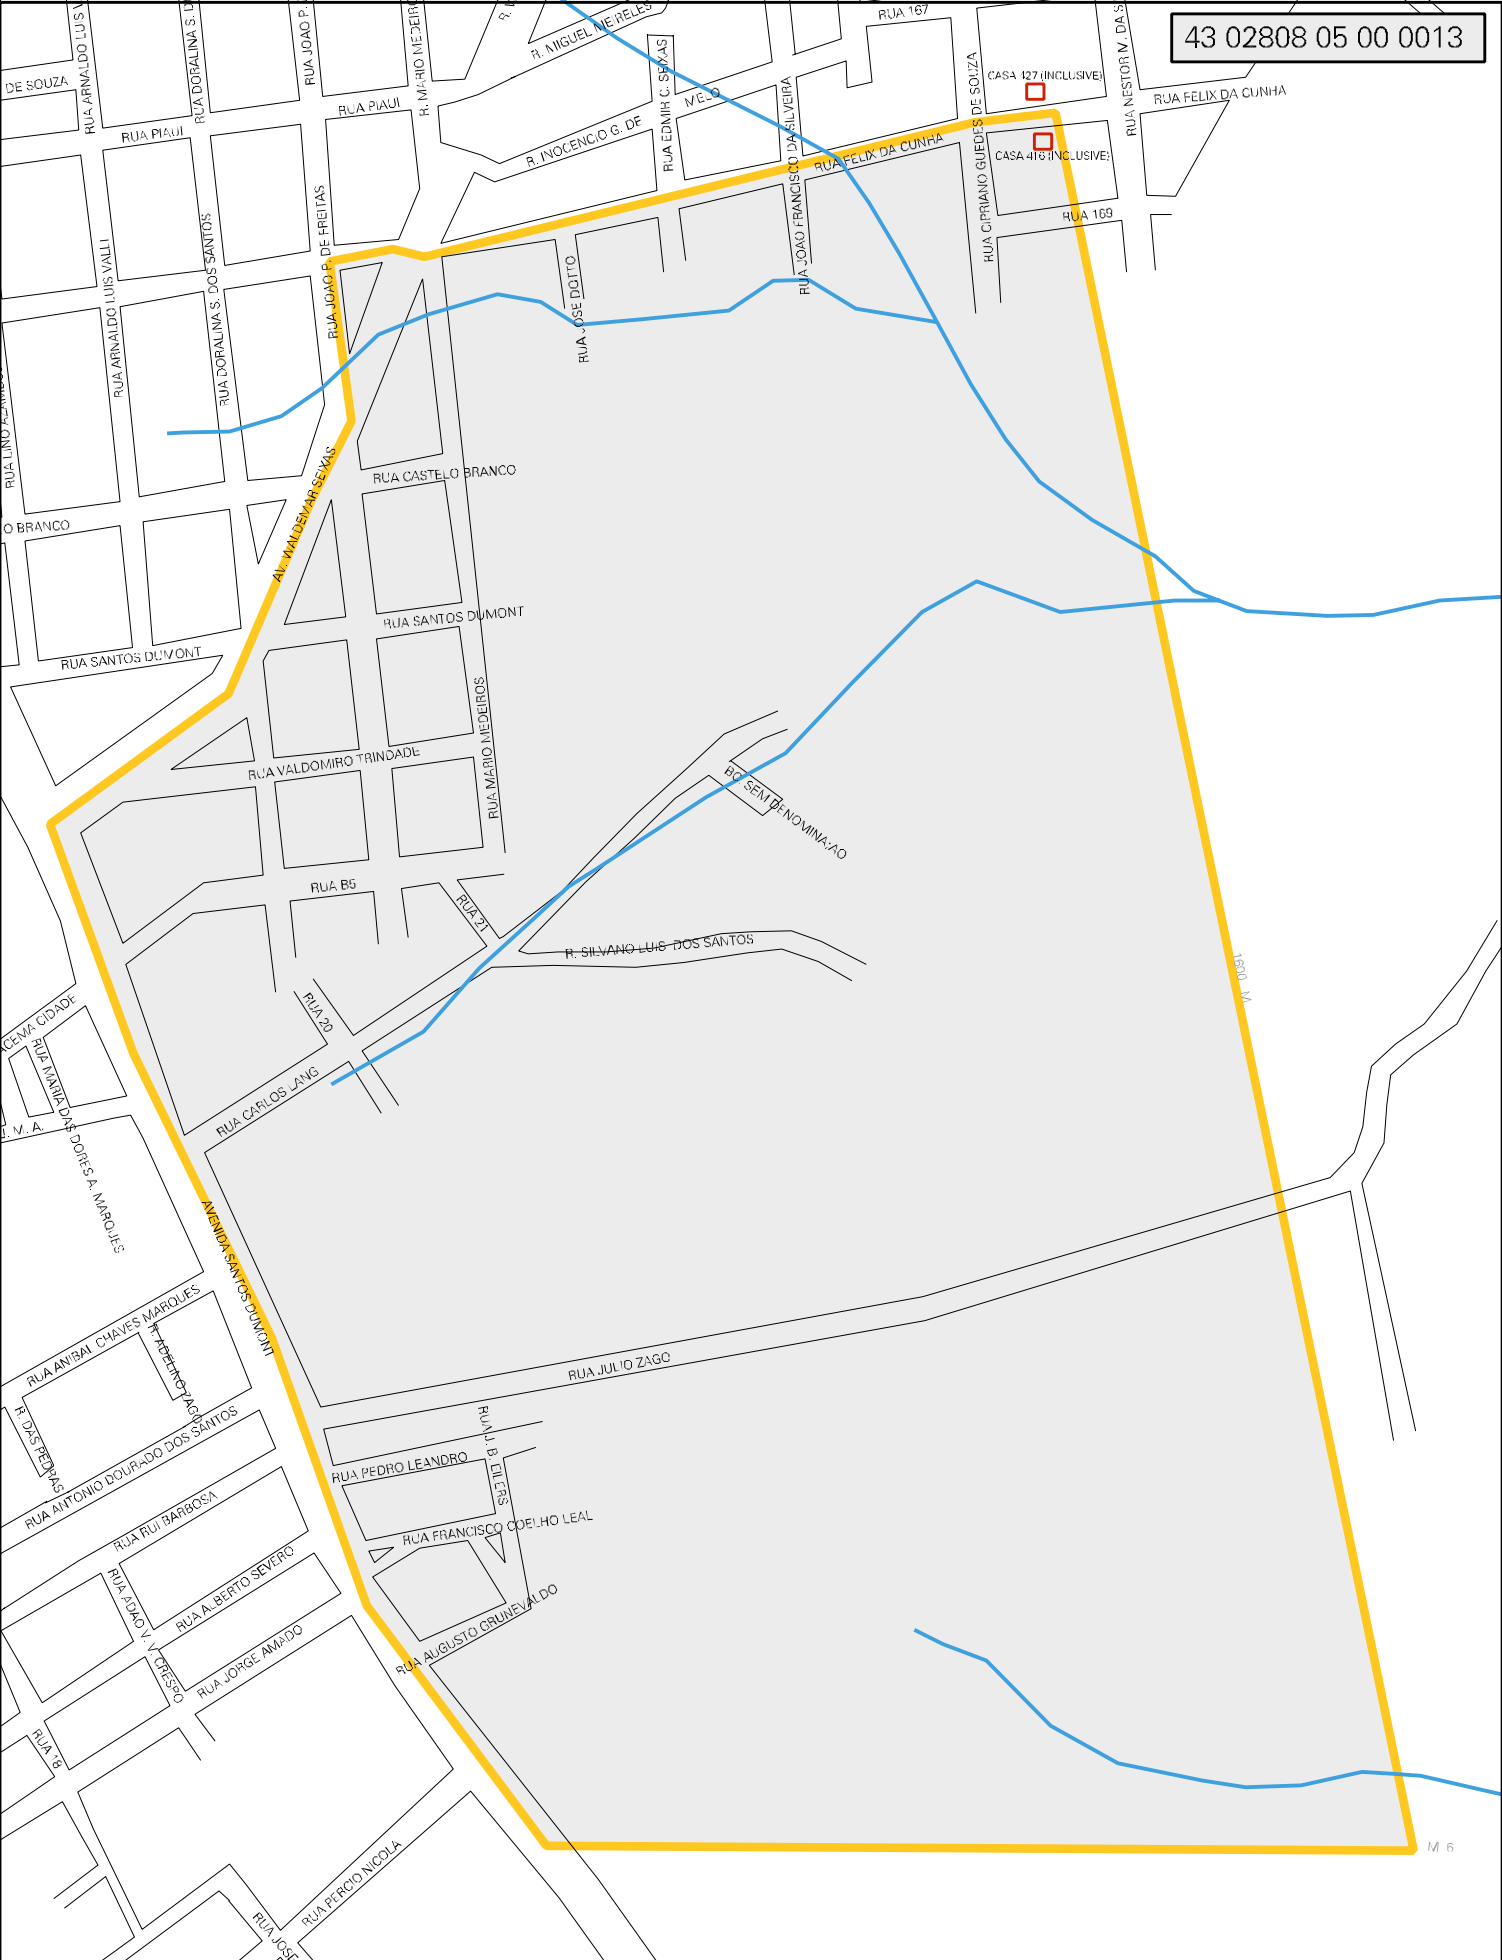 43 02808 05 00 0013
RUA ARNALDO LUIS V
RUA DORALINA S. D
RUA JOAO P.
R. MARIO MEDEIRO
R. MIGUEL MEIRELES
RUA 167
RUA NESTOR M. DA S
DE SOUZA
RUA PIAUI
RUA PIAUI
R. INOCENCIO G. DE
MELO
RUA EDMIR C. SEIXAS
RUA JOAO FRANCISCO DA SILVEIRA
RUA CIPRIANO GUEDES DE SOUZA
CASA 427 (INCLUSIVE)
RUA FELIX DA CUNHA
RUA FELIX DA CUNHA
CASA 416 (INCLUSIVE)
RUA 169
RUA ARNALDO LUIS VALLI
RUA DORALINA S. DOS SANTOS
RUA JOAO P. DE FREITAS
RUA JOSE DOTTO
AV. WALDEMAR SEIXAS
RUA CASTELO BRANCO
O BRANCO
RUA SANTOS DUMONT
RUA SANTOS DUMONT
RUA MARIO MEDEIROS
RUA VALDOMIRO TRINDADE
BC. SEM DENOMINA;AO
RUA B5
RUA 21
R. SILVANO LUIS DOS SANTOS
1600 M
RUA 20
ACEMA CIDADE
RUA MARIA DAS DORES A. MARQUES
RUA CARLOS LANG
. M. A.
AVENIDA SANTOS DUMONT
RUA ANIBAL CHAVES MARQUES
R. ADELINO ZAGO
RUA JULIO ZAGO
R. DAS PEDRAS
RUA ANTONIO DOURADO DOS SANTOS
RUA J. B. EILERS
RUA PEDRO LEANDRO
RUA RUI BARBOSA
RUA FRANCISCO COELHO LEAL
RUA ALBERTO SEVERO
RUA ADAO V. V. CRESPO
RUA AUGUSTO GRUNEVALDO
RUA JORGE AMADO
RUA 18
RUA PERCIO NICOLA
M 6
RUA JOSE